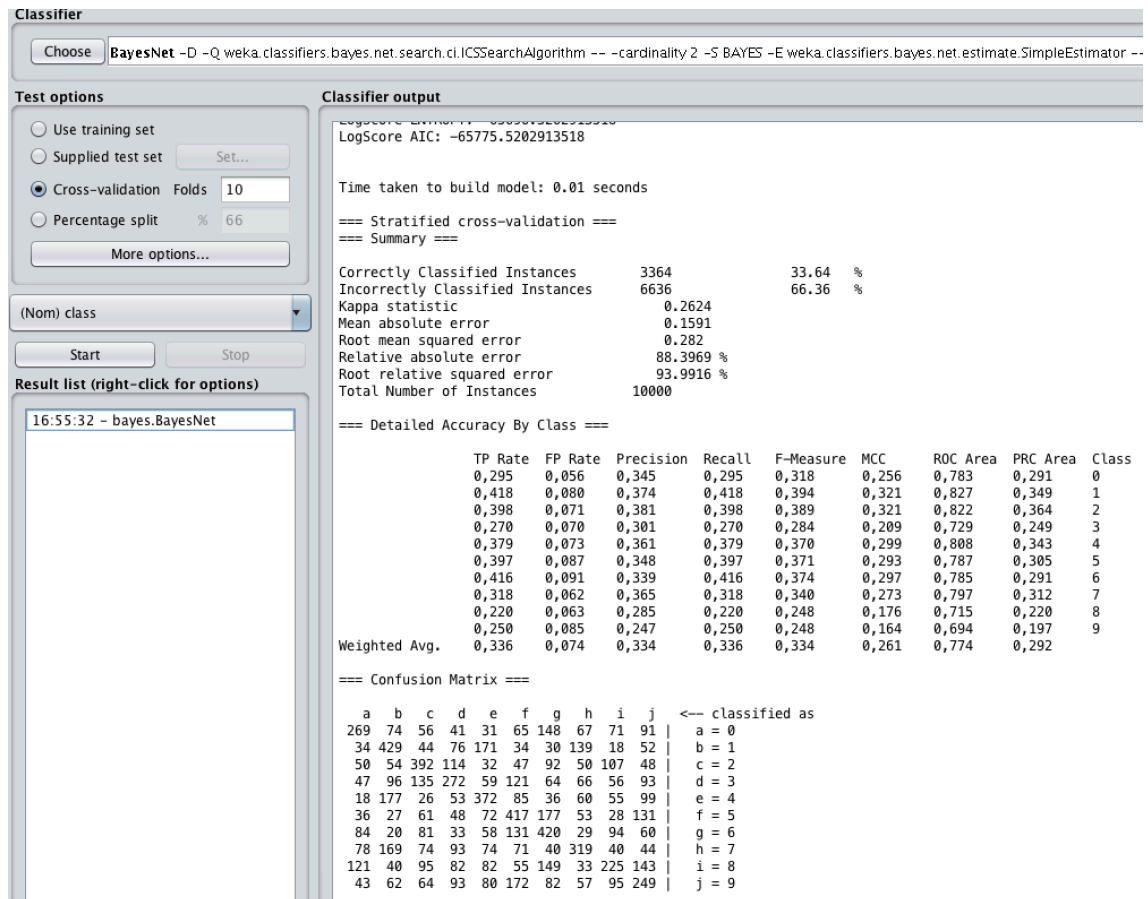 Classifier
Choose BayesNet -D -Q weka.classifiers.bayes.net.search.ci.ICSSearchAlgorithm -- -cardinality 2 -S BAYES -E weka.classifiers.bayes.net.estimate.SimpleEstimator --
Test options
Use training set
Supplied test set Set...
Cross-validation Folds 10
Percentage split % 66
More options...
(Nom) class
Start Stop
Result list (right-click for options)
16:55:32 - bayes.BayesNet
Classifier output
LogScore AIC: -65775.5202913518
Time taken to build model: 0.01 seconds
=== Stratified cross-validation ===
=== Summary ===
Correctly Classified Instances 3364 33.64 %
Incorrectly Classified Instances 6636 66.36 %
Kappa statistic 0.2624
Mean absolute error 0.1591
Root mean squared error 0.282
Relative absolute error 88.3969 %
Root relative squared error 93.9916 %
Total Number of Instances 10000
=== Detailed Accuracy By Class ===
TP Rate FP Rate Precision Recall F-Measure MCC ROC Area PRC Area Class
0,295 0,056 0,345 0,295 0,318 0,256 0,783 0,291 0
0,418 0,080 0,374 0,418 0,394 0,321 0,827 0,349 1
0,398 0,071 0,381 0,398 0,389 0,321 0,822 0,364 2
0,270 0,070 0,301 0,270 0,284 0,209 0,729 0,249 3
0,379 0,073 0,361 0,379 0,370 0,299 0,808 0,343 4
0,397 0,087 0,348 0,397 0,371 0,293 0,787 0,305 5
0,416 0,091 0,339 0,416 0,374 0,297 0,785 0,291 6
0,318 0,062 0,365 0,318 0,340 0,273 0,797 0,312 7
0,220 0,063 0,285 0,220 0,248 0,176 0,715 0,220 8
0,250 0,085 0,247 0,250 0,248 0,164 0,694 0,197 9
Weighted Avg. 0,336 0,074 0,334 0,336 0,334 0,261 0,774 0,292
=== Confusion Matrix ===
a b c d e f g h i j <-- classified as
269 74 56 41 31 65 148 67 71 91 | a = 0
34 429 44 76 171 34 30 139 18 52 | b = 1
50 54 392 114 32 47 92 50 107 48 | c = 2
47 96 135 272 59 121 64 66 56 93 | d = 3
18 177 26 53 372 85 36 60 55 99 | e = 4
36 27 61 48 72 417 177 53 28 131 | f = 5
84 20 81 33 58 131 420 29 94 60 | g = 6
78 169 74 93 74 71 40 319 40 44 | h = 7
121 40 95 82 82 55 149 33 225 143 | i = 8
43 62 64 93 80 172 82 57 95 249 | j = 9